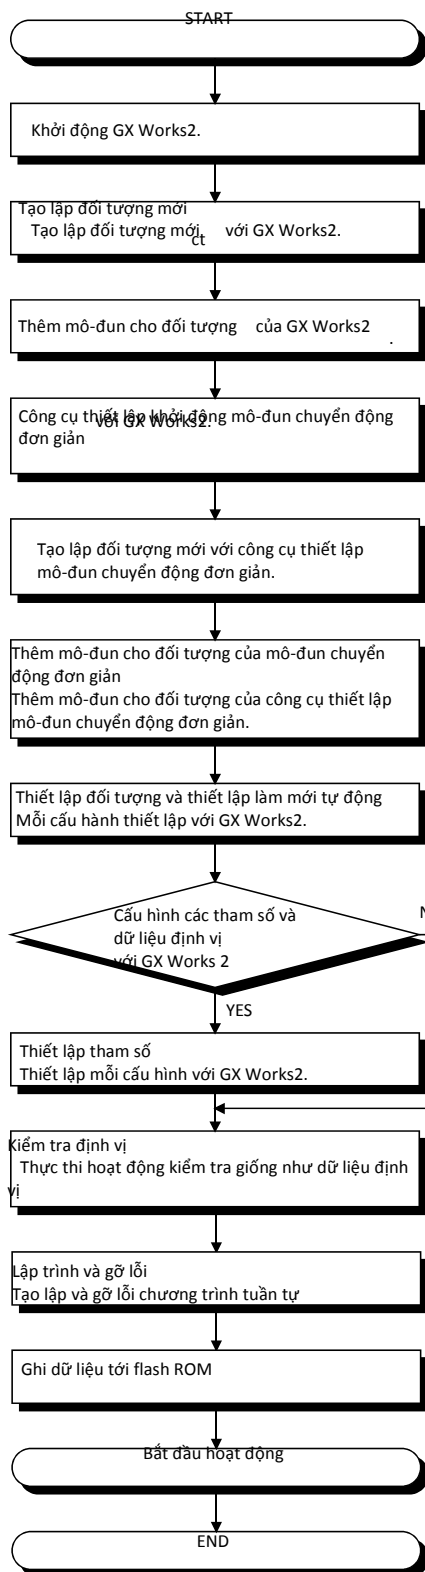 START
Khởi động GX Works2.
Tạo lập đối tượng mới
Tạo lập đối tượng mới ct với GX Works2.
Thêm mô-đun cho đối tượng của GX Works2 .
Công cụ thiết lập khởi động mô-đun chuyển động
với GX Works2.
đơn giản
Tạo lập đối tượng mới với công cụ thiết lập
mô-đun chuyển động đơn giản.
Thêm mô-đun cho đối tượng của mô-đun chuyển
động đơn giản
Thêm mô-đun cho đối tượng của công cụ thiết lập
mô-đun chuyển động đơn giản.
Thiết lập đối tượng và thiết lập làm mới tự động
Mỗi cấu hành thiết lập với GX Works2.
Cấu hình các tham số và
dữ liệu định vị
với GX Works 2
N
YES
Thiết lập tham số
Thiết lập mỗi cấu hình với GX Works2.
Kiểm tra định vị
Thực thi hoạt động kiểm tra giống như dữ liệu định
vị
Lập trình và gỡ lỗi
Tạo lập và gỡ lỗi chương trình tuần tự
Ghi dữ liệu tới flash ROM
Bắt đầu hoạt động
END